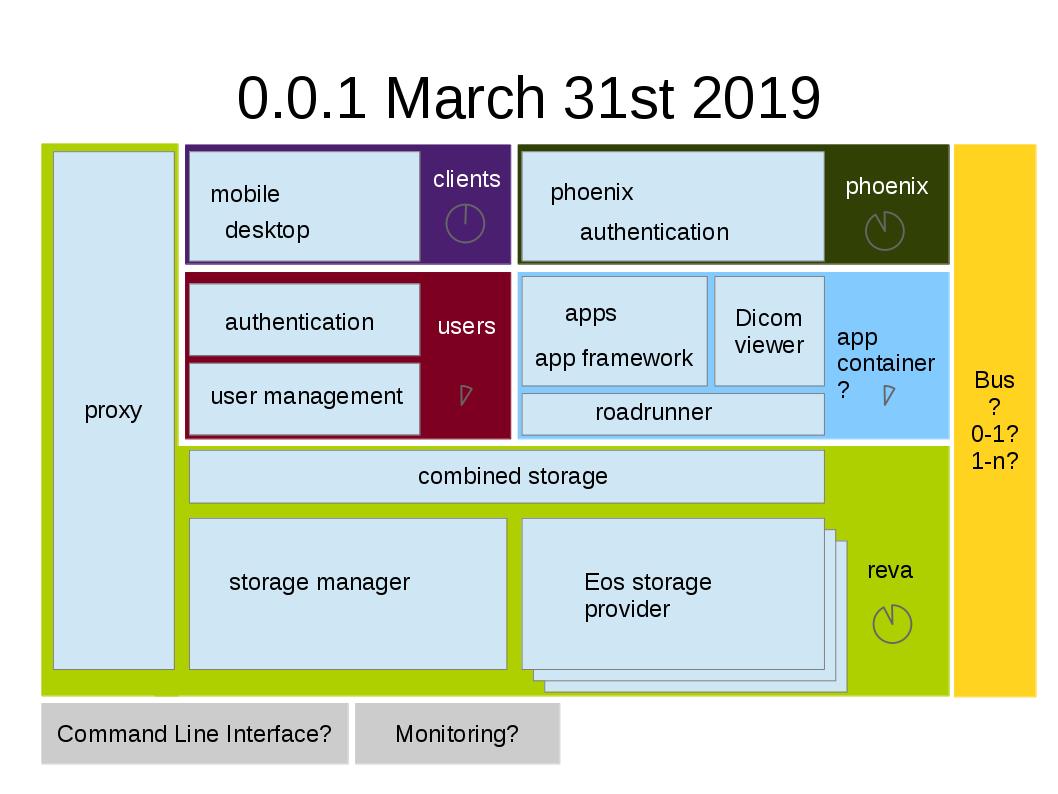 0.0.1 March 31st 2019
proxy
mobile
desktop
clients
phoenix
authentication
phoenix
authentication
user management
users
apps
app framework
Dicom
viewer
roadrunner
app
container
?
Bus
?
0-1?
1-n?
combined storage
storage manager
Eos storage
provider
reva
Command Line Interface?
Monitoring?